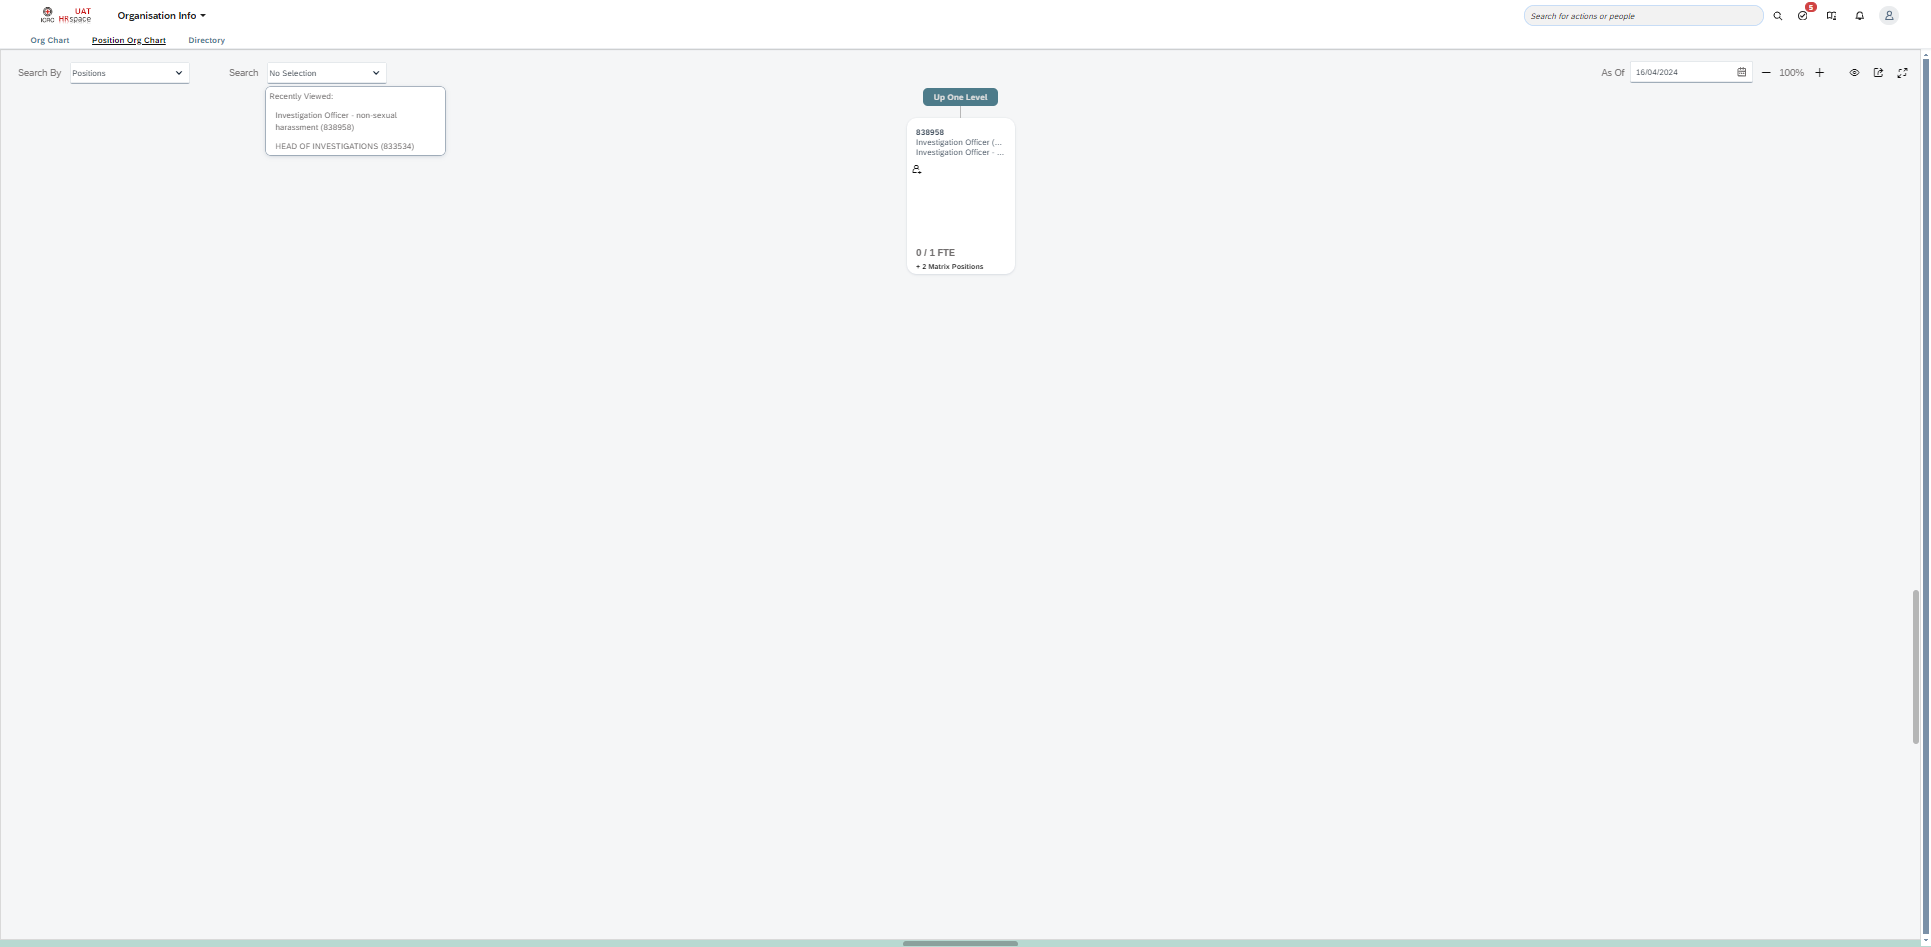 ICRC
UAT
HRspace
Organisation Info
Search for actions or people
5
Org Chart
Position Org Chart
Directory
Search By
Positions
Search
No Selection
As Of
16/04/2024
100%
Recently Viewed:
Investigation Officer - non-sexual
harassment (838958)
HEAD OF INVESTIGATIONS (833534)
Up One Level
838958
Investigation Officer (...
Investigation Officer - ...
0 / 1 FTE
+ 2 Matrix Positions